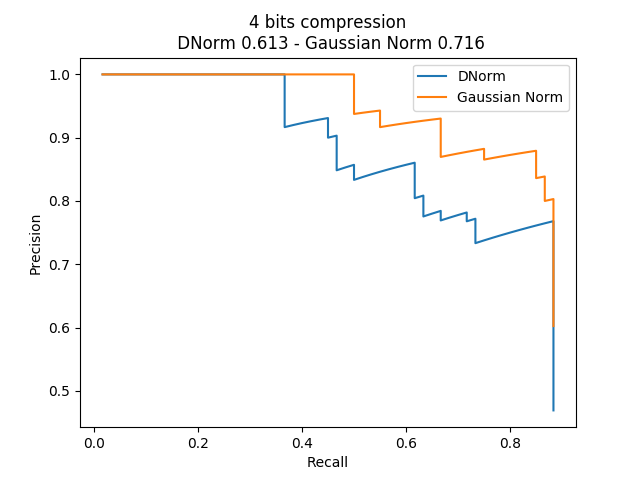 4 bits compression
DNorm 0.613 - Gaussian Norm 0.716
DNorm
Gaussian Norm
1.0
0.9
0.8
0.7
0.6
0.5
Precision
0.0 0.2 0.4 0.6 0.8
Recall